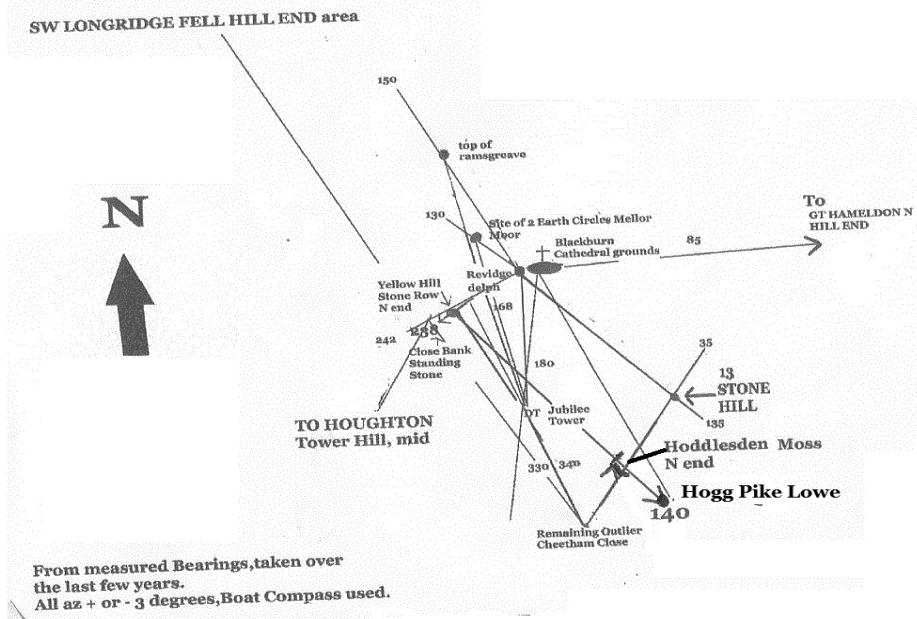 SW LONGRIDGE FELL HILL END area
150
top of
ramsgreave
N
130
Site of 2 Earth Circles Mellor
Moor
To
GT HAMELDON N
HILL END
Blackburn
Cathedral grounds
85
Revidge
delph
Yellow Hill
Stone Row
N end
168
242
238
Close Bank
Standing
Stone
180
35
13
STONE
HILL
135
DT
Jubilee
Tower
TO HOUGHTON
Tower Hill, mid
Hoddlesden Moss
N end
330
340
Hogg Pike Lowe
140
Remaining Outlier
Cheetham Close
From measured Bearings,taken over
the last few years.
All az + or - 3 degrees,Boat Compass used.